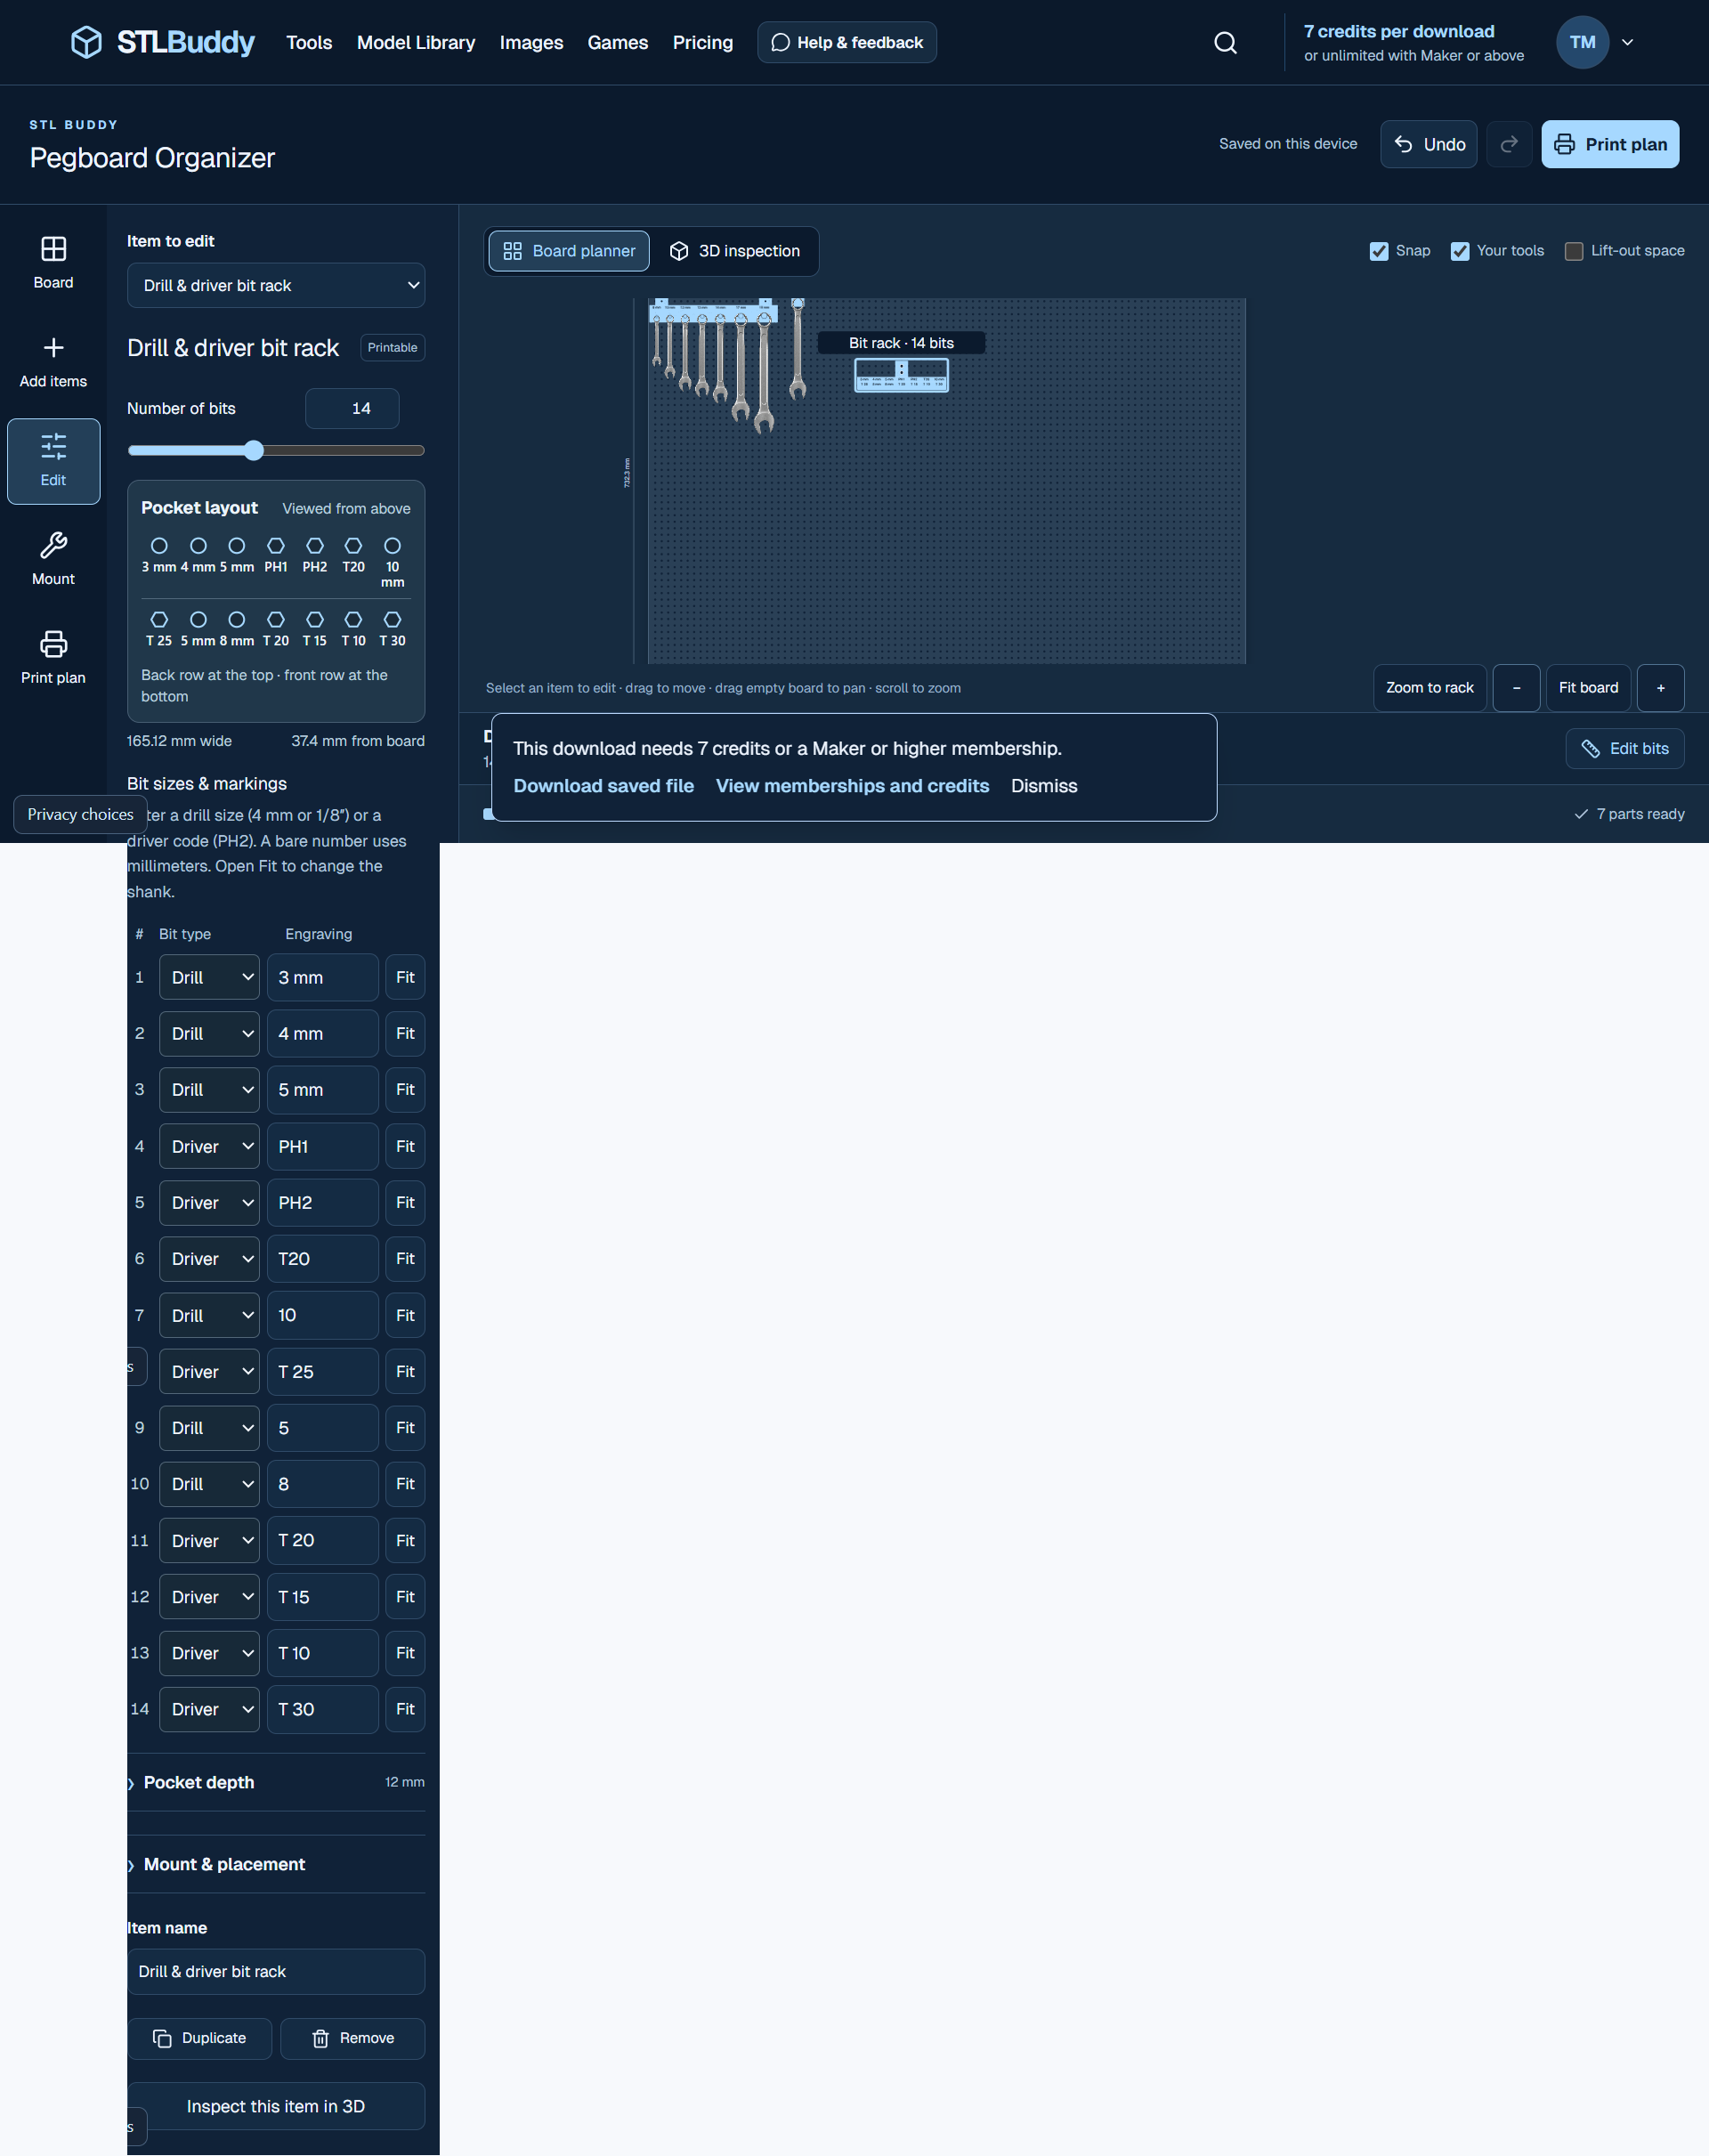 STLBuddy
Tools
Model Library
Images
Games
Pricing
Help & feedback
7 credits per download
or unlimited with Maker or above
TM
STL BUDDY
Pegboard Organizer
Saved on this device
Undo
Print plan
Board
Add items
Edit
Mount
Print plan
Privacy choices
Item to edit
Drill & driver bit rack
Drill & driver bit rack
Printable
Number of bits
14
Pocket layout
Viewed from above
3 mm 4 mm 5 mm PH1 PH2 T20 10 mm
T 25 5 mm 8 mm T 20 T 15 T 10 T 30
Back row at the top · front row at the
bottom
165.12 mm wide
37.4 mm from board
Bit sizes & markings
ter a drill size (4 mm or 1/8″) or a
driver code (PH2). A bare number uses
millimeters. Open Fit to change the
shank.
# Bit type Engraving
1 Drill 3 mm Fit
2 Drill 4 mm Fit
3 Drill 5 mm Fit
4 Driver PH1 Fit
5 Driver PH2 Fit
6 Driver T20 Fit
7 Drill 10 Fit
s Driver T 25 Fit
9 Drill 5 Fit
10 Drill 8 Fit
11 Driver T 20 Fit
12 Driver T 15 Fit
13 Driver T 10 Fit
14 Driver T 30 Fit
Pocket depth
12 mm
Mount & placement
Item name
Drill & driver bit rack
Duplicate
Remove
Inspect this item in 3D
s
Board planner
3D inspection
Snap
Your tools
Lift-out space
732.3 mm
Bit rack · 14 bits
Select an item to edit · drag to move · drag empty board to pan · scroll to zoom
Zoom to rack
−
Fit board
+
This download needs 7 credits or a Maker or higher membership.
Download saved file
View memberships and credits
Dismiss
Edit bits
7 parts ready